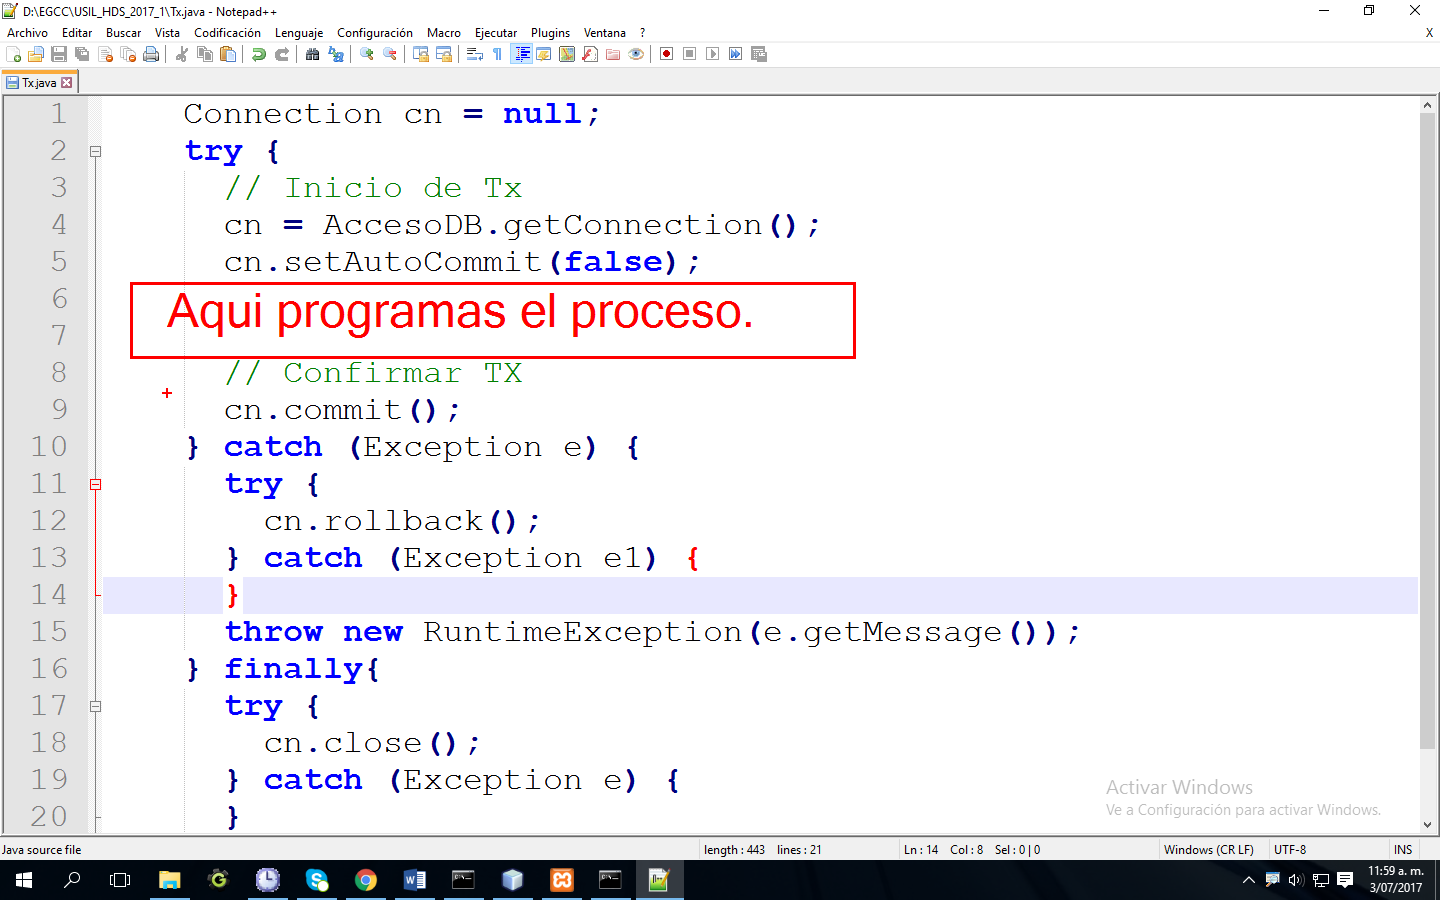 D:\EGCC\USIL_HDS_2017_1\Tx.java - Notepad++
Archivo Editar Buscar Vista Codificación Lenguaje Configuración Macro Ejecutar Plugins Ventana ? X
Tx.java
1 Connection cn = null;
2 try {
3 // Inicio de Tx
4 cn = AccesoDB.getConnection();
5 cn.setAutoCommit(false);
6
Aqui programas el proceso.
7
8 // Confirmar TX
9 cn.commit();
10 } catch (Exception e) {
11 try {
12 cn.rollback();
13 } catch (Exception e1) {
14 }
15 throw new RuntimeException(e.getMessage());
16 } finally{
17 try {
18 cn.close();
19 } catch (Exception e) {
20 }
Activar Windows
Ve a Configuración para activar Windows.
Java source file length : 443 lines : 21 Ln : 14 Col : 8 Sel : 0 | 0 Windows (CR LF) UTF-8 INS
11:59 a. m.
3/07/2017